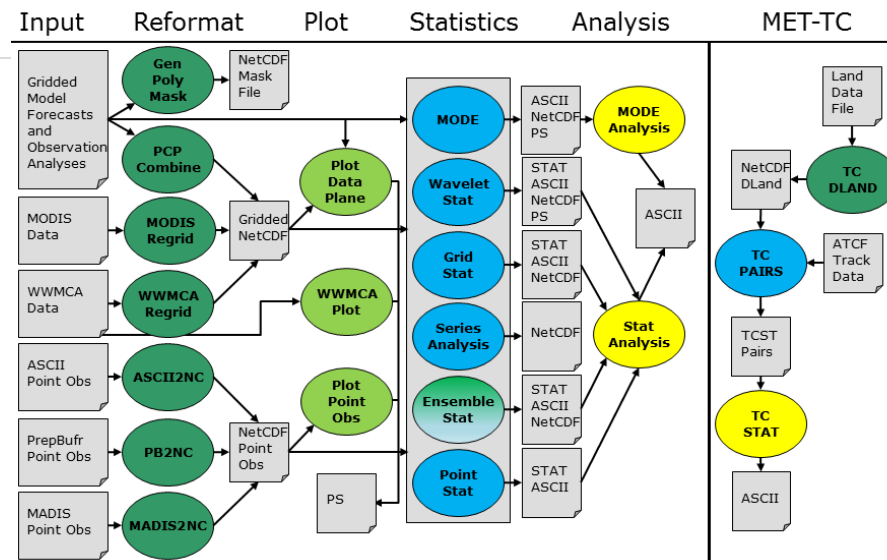 Input
Reformat
Plot
Statistics
Analysis
MET-TC
Gridded
Model
Forecasts
and
Observation
Analyses
Gen
Poly
Mask
NetCDF
Mask
File
PCP
Combine
MODIS
Data
MODIS
Regrid
Gridded
NetCDF
WWMCA
Data
WWMCA
Regrid
ASCII
Point Obs
ASCII2NC
PrepBufr
Point Obs
PB2NC
NetCDF
Point
Obs
MADIS
Point Obs
MADIS2NC
Plot
Data
Plane
WWMCA
Plot
Plot
Point
Obs
PS
MODE
Wavelet
Stat
Grid
Stat
Series
Analysis
Ensemble
Stat
Point
Stat
ASCII
NetCDF
PS
STAT
ASCII
NetCDF
PS
STAT
ASCII
NetCDF
NetCDF
STAT
ASCII
NetCDF
STAT
ASCII
MODE
Analysis
ASCII
Stat
Analysis
Land
Data
File
NetCDF
DLand
TC
DLAND
TC
PAIRS
ATCF
Track
Data
TCST
Pairs
TC
STAT
ASCII